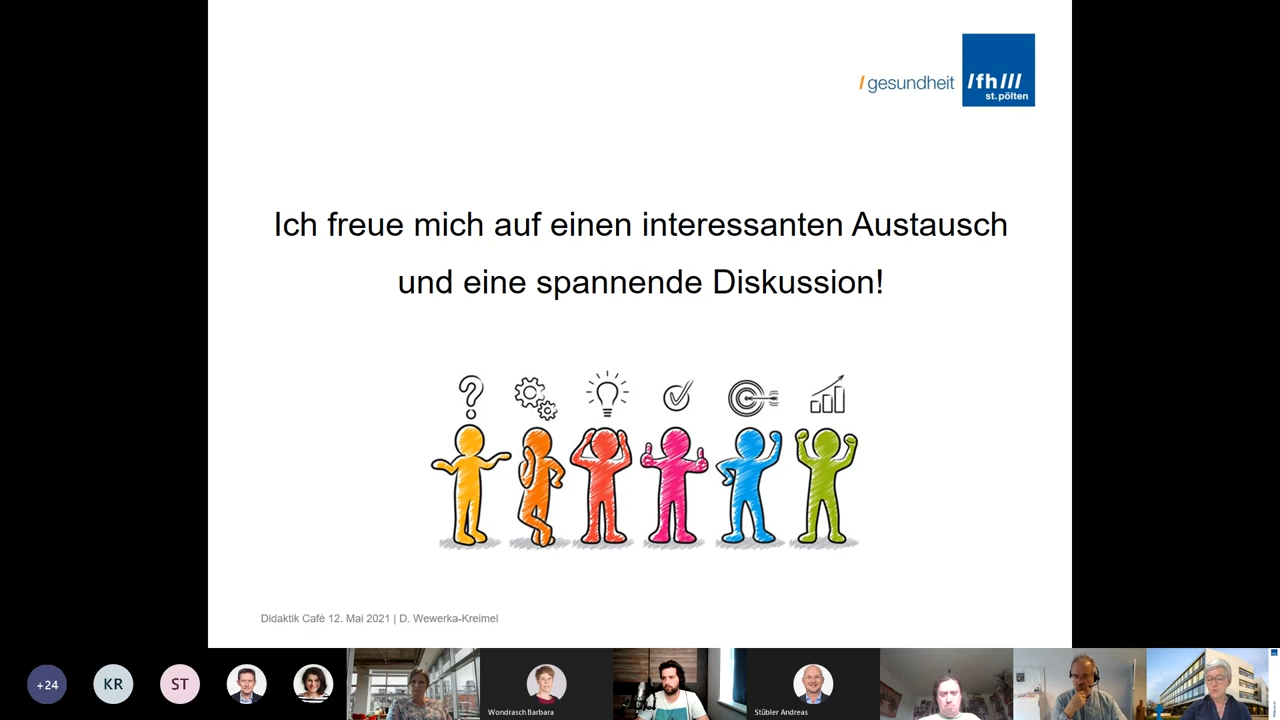 / gesundheit
/fh///
st.pölten
Ich freue mich auf einen interessanten Austausch
und eine spannende Diskussion!
Didaktik Café 12. Mai 2021 | D. Wewerka-Kreimel
+24
KR
ST
Wondrasch Barbara
Stübler Andreas